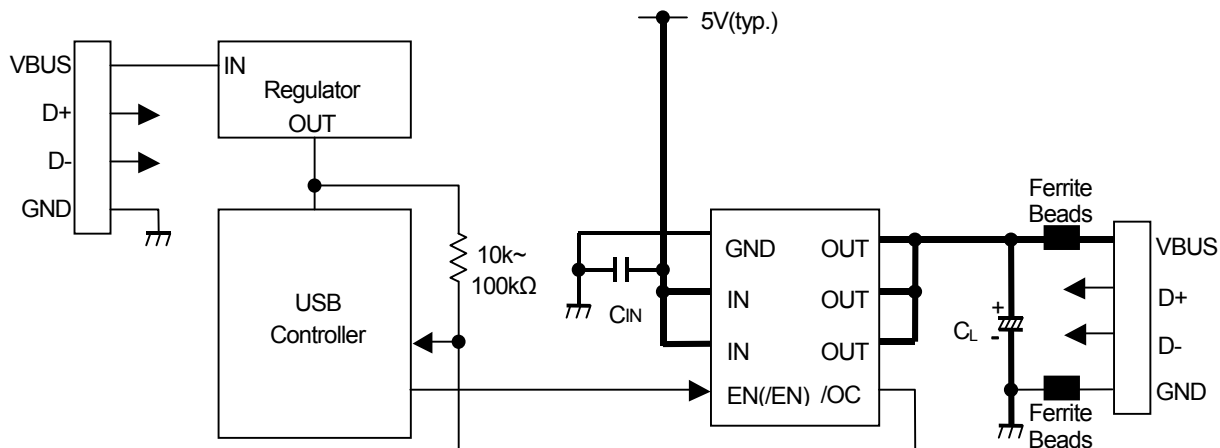 5V(typ.)
VBUS
D+
D-
GND
IN
Regulator
OUT
USB
Controller
10k~
100kΩ
CIN
GND
IN
IN
EN(/EN)
OUT
OUT
OUT
/OC
+
-
CL
Ferrite
Beads
VBUS
D+
D-
GND
Ferrite
Beads